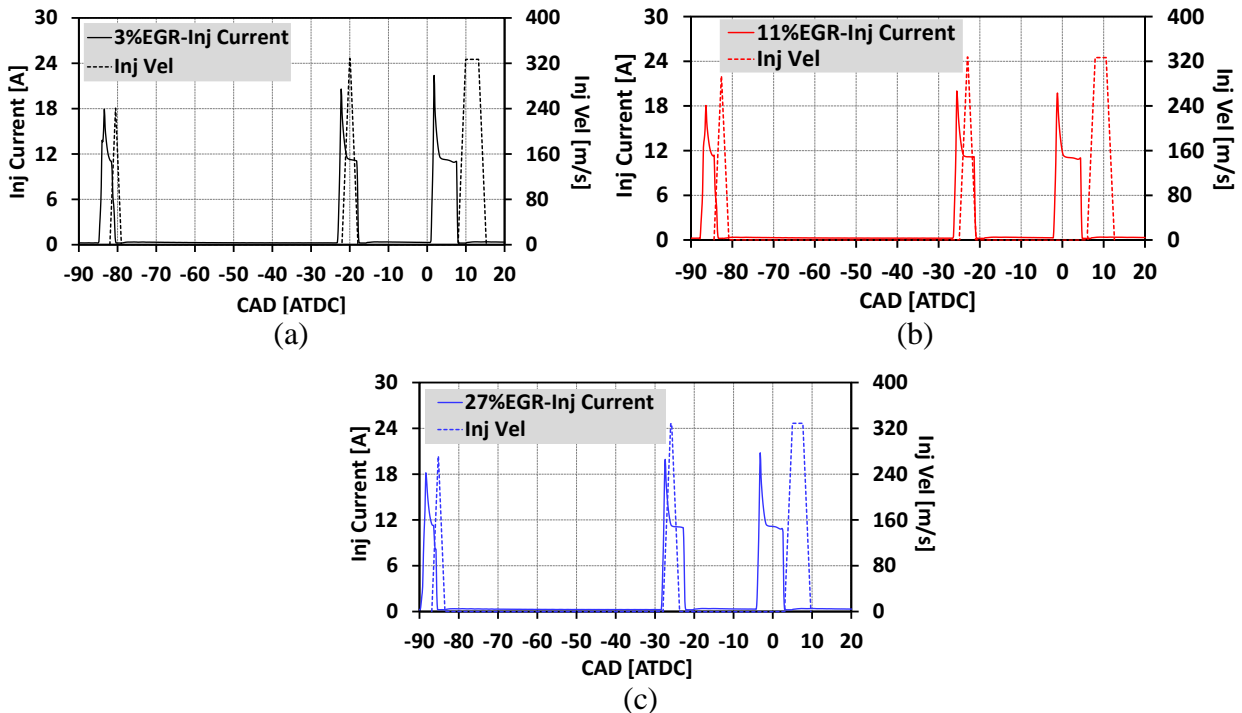 3%EGR-Inj Current
Inj Vel
Inj Current [A]
30
24
18
12
6
0
Inj Vel [m/s]
400
320
240
160
80
0
-90 -80 -70 -60 -50 -40 -30 -20 -10 0 10 20
CAD [ATDC]
(a)
11%EGR-Inj Current
Inj Vel
Inj Current [A]
30
24
18
12
6
0
Inj Vel [m/s]
400
320
240
160
80
0
-90 -80 -70 -60 -50 -40 -30 -20 -10 0 10 20
CAD [ATDC]
(b)
27%EGR-Inj Current
Inj Vel
Inj Current [A]
30
24
18
12
6
0
Inj Vel [m/s]
400
320
240
160
80
0
-90 -80 -70 -60 -50 -40 -30 -20 -10 0 10 20
CAD [ATDC]
(c)